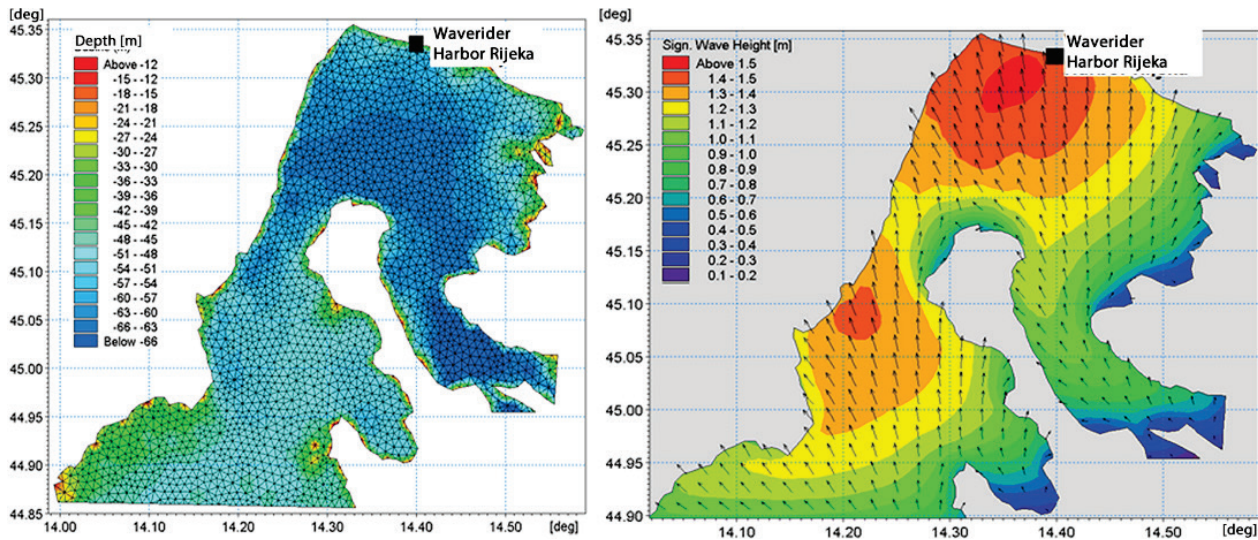 [deg]
45.35
45.30
45.25
45.20
45.15
45.10
45.05
45.00
44.95
44.90
44.85
Depth [m]
Above -12
-15 - -12
-18 - -15
-21 - -18
-24 - -21
-27 - -24
-30 - -27
-33 - -30
-36 - -33
-39 - -36
-42 - -39
-45 - -42
-48 - -45
-51 - -48
-54 - -51
-57 - -54
-60 - -57
-63 - -60
-66 - -63
Below -66
Waverider
Harbor Rijeka
14.00 14.10 14.20 14.30 14.40 14.50 [deg]
[deg]
45.35
45.30
45.25
45.20
45.15
45.10
45.05
45.00
44.95
44.90
Sign. Wave Height [m]
Above 1.5
1.4 - 1.5
1.3 - 1.4
1.2 - 1.3
1.1 - 1.2
1.0 - 1.1
0.9 - 1.0
0.8 - 0.9
0.7 - 0.8
0.6 - 0.7
0.5 - 0.6
0.4 - 0.5
0.3 - 0.4
0.2 - 0.3
0.1 - 0.2
Waverider
Harbor Rijeka
14.10 14.20 14.30 14.40 14.50 [deg]